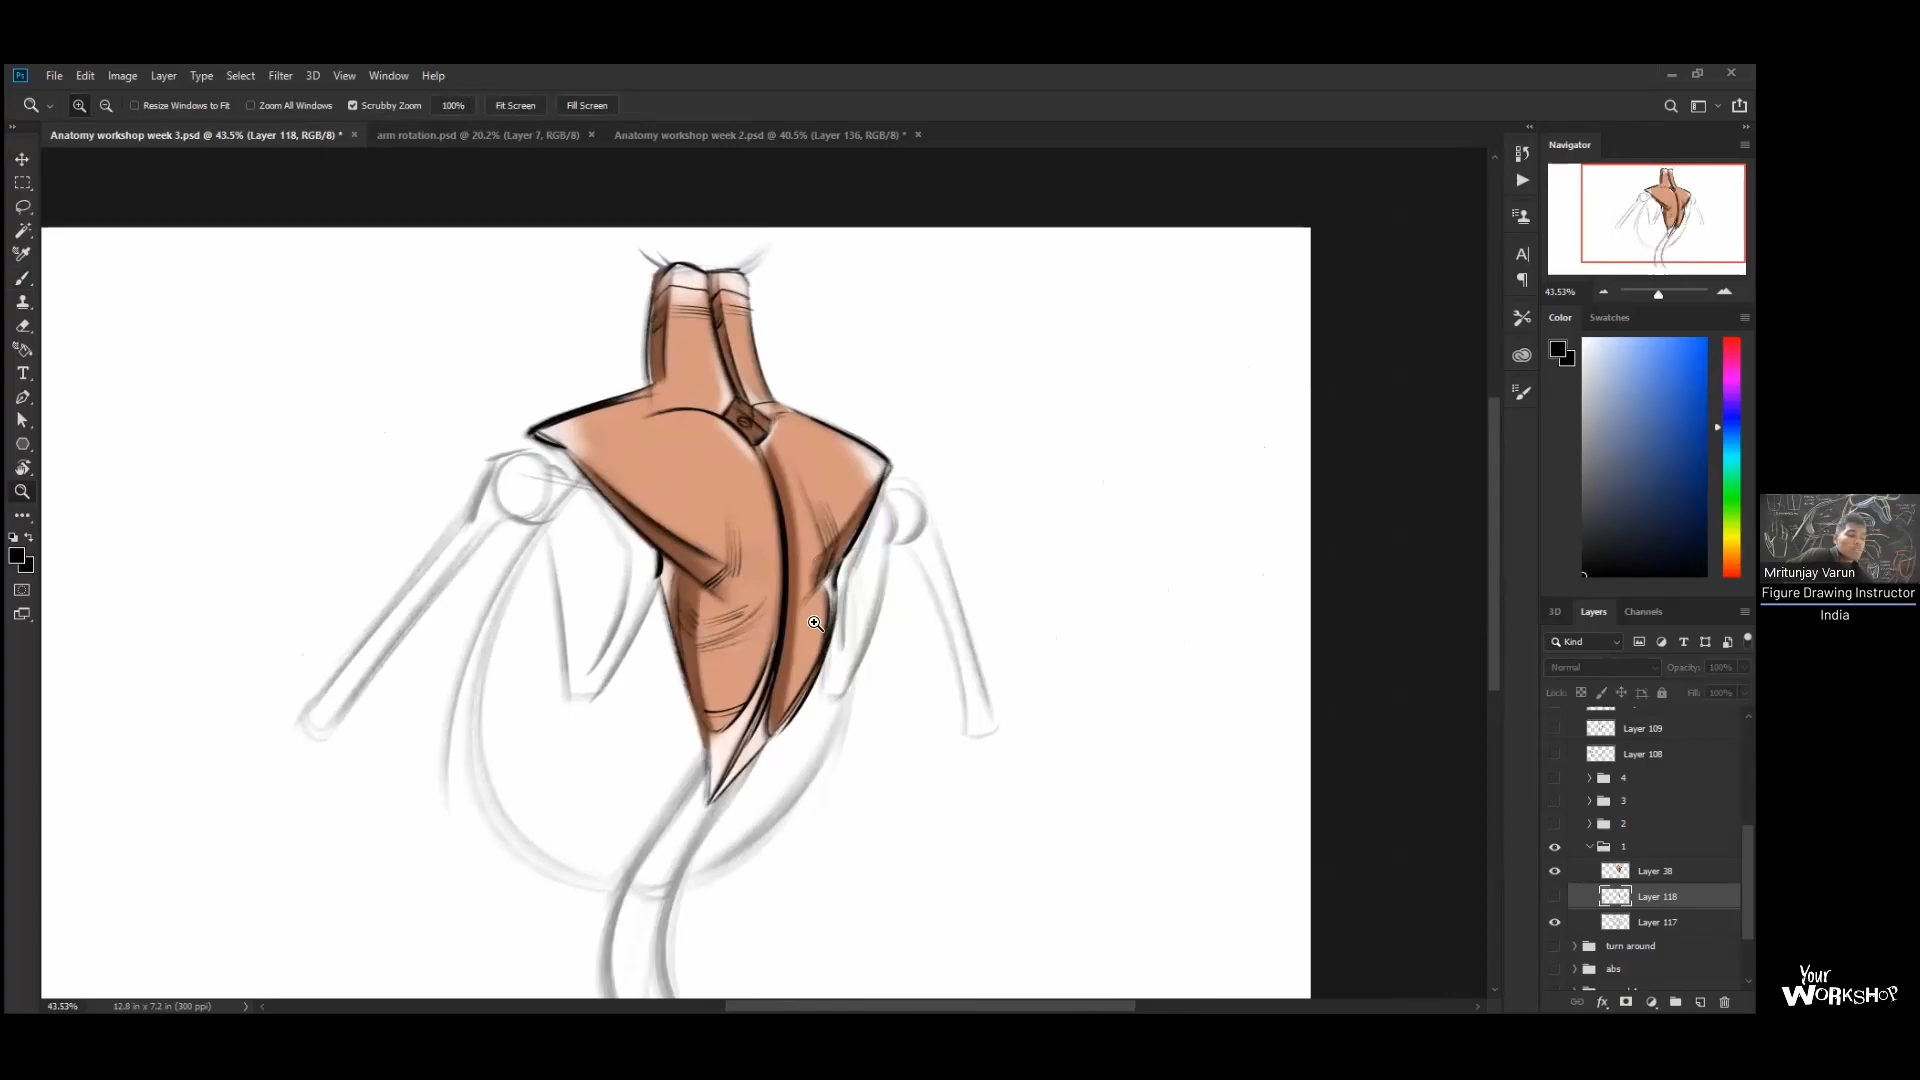 Ps File Edit Image Layer Type Select Filter 3D View Window Help
Resize Windows to Fit Zoom All Windows Scrubby Zoom 100% Fit Screen Fill Screen
Anatomy workshop week 3.psd @ 43.5% (Layer 118, RGB/8) * arm rotation.psd @ 20.2% (Layer 7, RGB/8) Anatomy workshop week 2.psd @ 40.5% (Layer 136, RGB/8) *
Navigator
43.53%
Color Swatches
Mritunjay Varun
Figure Drawing Instructor
India
3D Layers Channels
Kind
Normal Opacity: 100%
Lock: Fill: 100%
Layer 109
Layer 108
4
3
2
1
Layer 38
Layer 118
Layer 117
turn around
abs
43.53% 12.8 in x 7.2 in (300 ppi)
Your
WORKSHOP